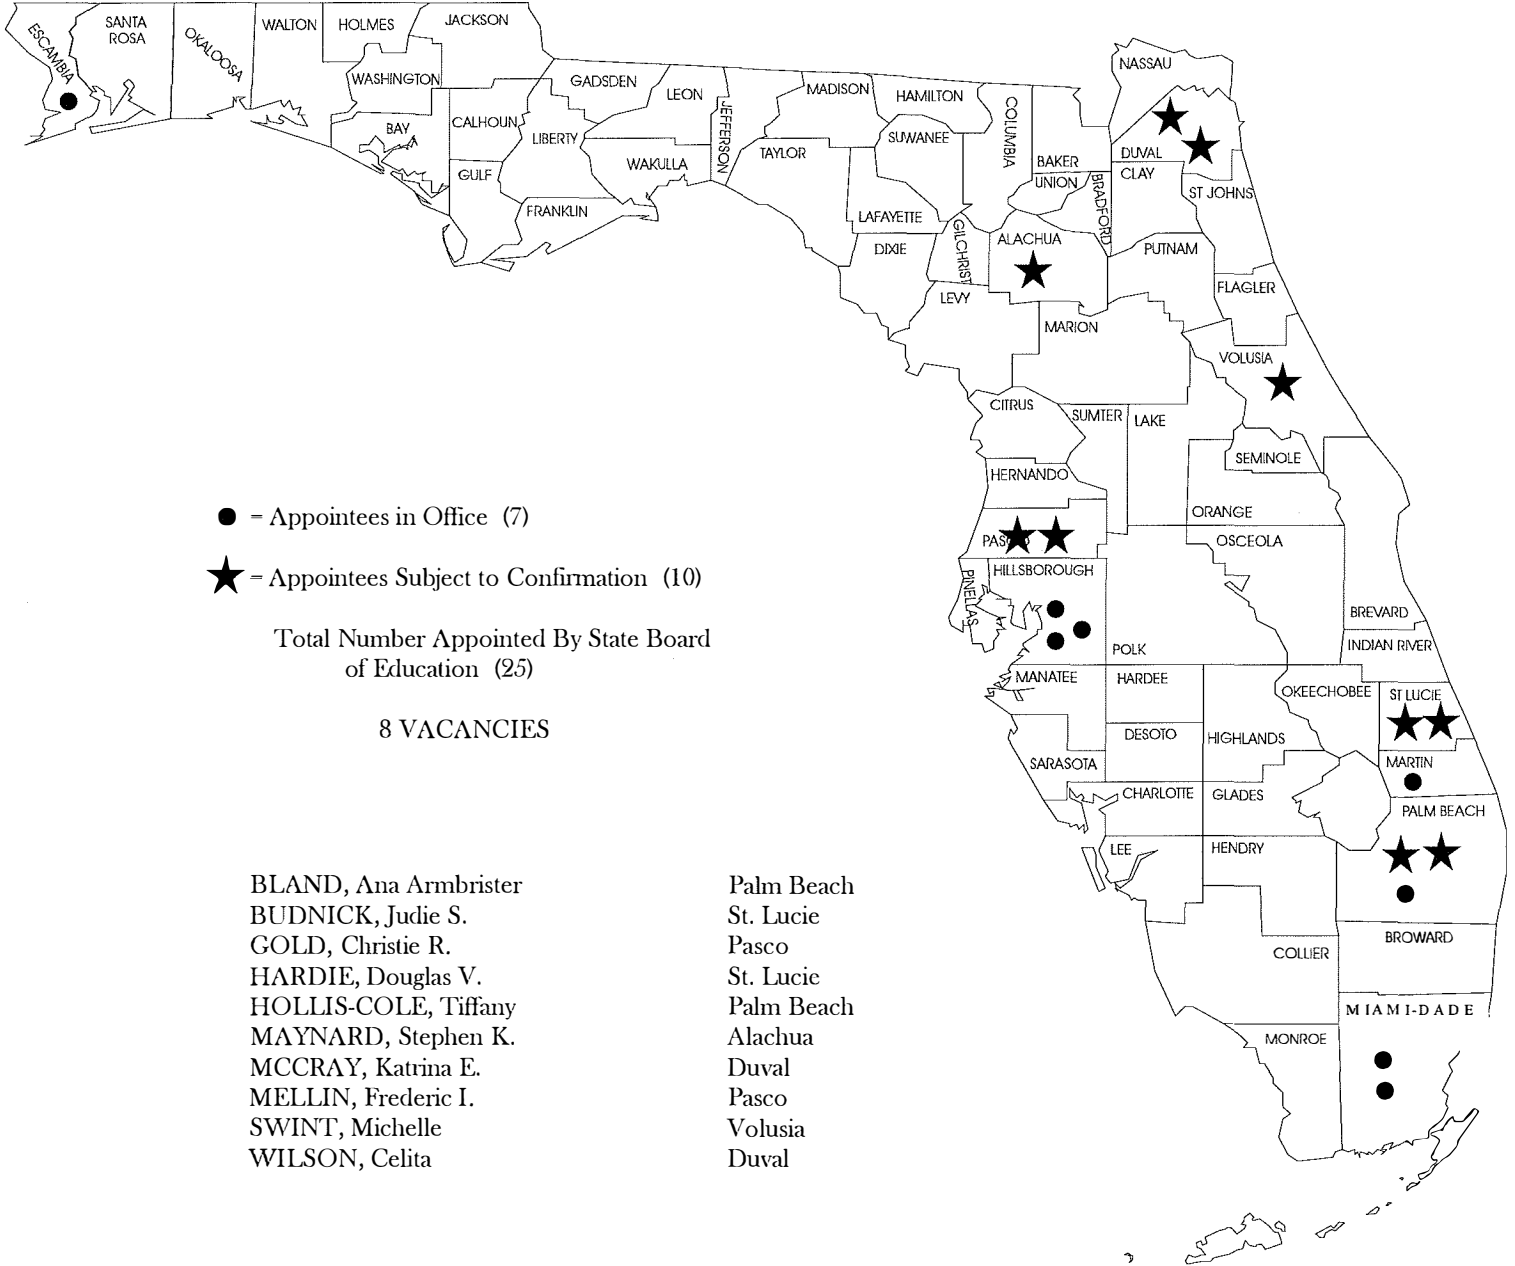 ESCAMBIA
SANTA
ROSA
OKALOOSA
WALTON
HOLMES
JACKSON
WASHINGTON
BAY
CALHOUN
GULF
GADSDEN
LIBERTY
FRANKLIN
LEON
WAKULLA
JEFFERSON
MADISON
TAYLOR
HAMILTON
SUWANEE
LAFAYETTE
DIXIE
COLUMBIA
GILCHRIST
BAKER
UNION
BRADFORD
NASSAU
DUVAL
CLAY
ST JOHNS
ALACHUA
PUTNAM
FLAGLER
LEVY
MARION
VOLUSIA
CITRUS
SUMTER
LAKE
SEMINOLE
HERNANDO
ORANGE
PASCO
OSCEOLA
HILLSBOROUGH
PINELLAS
BREVARD
POLK
INDIAN RIVER
MANATEE
HARDEE
OKEECHOBEE
ST LUCIE
DESOTO
HIGHLANDS
SARASOTA
MARTIN
CHARLOTTE
GLADES
PALM BEACH
LEE
HENDRY
BROWARD
COLLIER
MIAMI-DADE
MONROE
= Appointees in Office (7)
= Appointees Subject to Confirmation (10)
Total Number Appointed By State Board
of Education (25)
8 VACANCIES
BLAND, Ana Armbrister Palm Beach
BUDNICK, Judie S. St. Lucie
GOLD, Christie R. Pasco
HARDIE, Douglas V. St. Lucie
HOLLIS-COLE, Tiffany Palm Beach
MAYNARD, Stephen K. Alachua
MCCRAY, Katrina E. Duval
MELLIN, Frederic I. Pasco
SWINT, Michelle Volusia
WILSON, Celita Duval